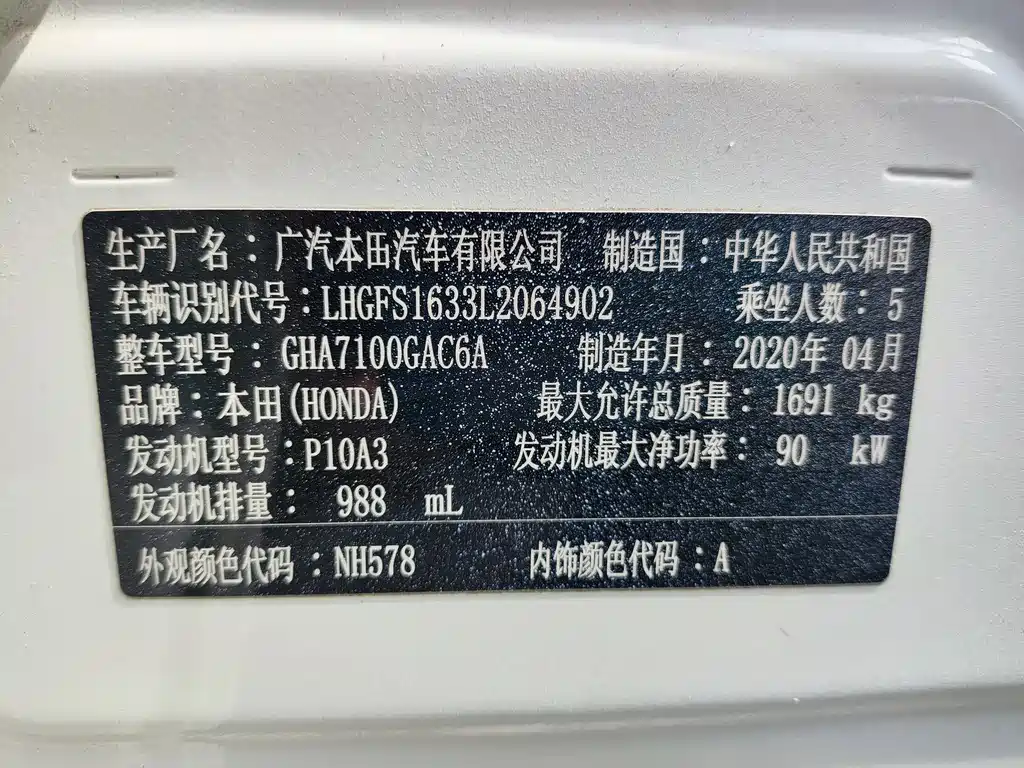 生产厂名：广汽本田汽车有限公司 制造国：中华人民共和国
车辆识别代号：LHGFS1633L2064902 乘坐人数：5
整车型号：GHA7100GAC6A 制造年月：2020年 04月
品牌：本田(HONDA) 最大允许总质量：1691 kg
发动机型号：P10A3 发动机最大净功率：90 kW
发动机排量：988 mL
外观颜色代码：NH578 内饰颜色代码：A